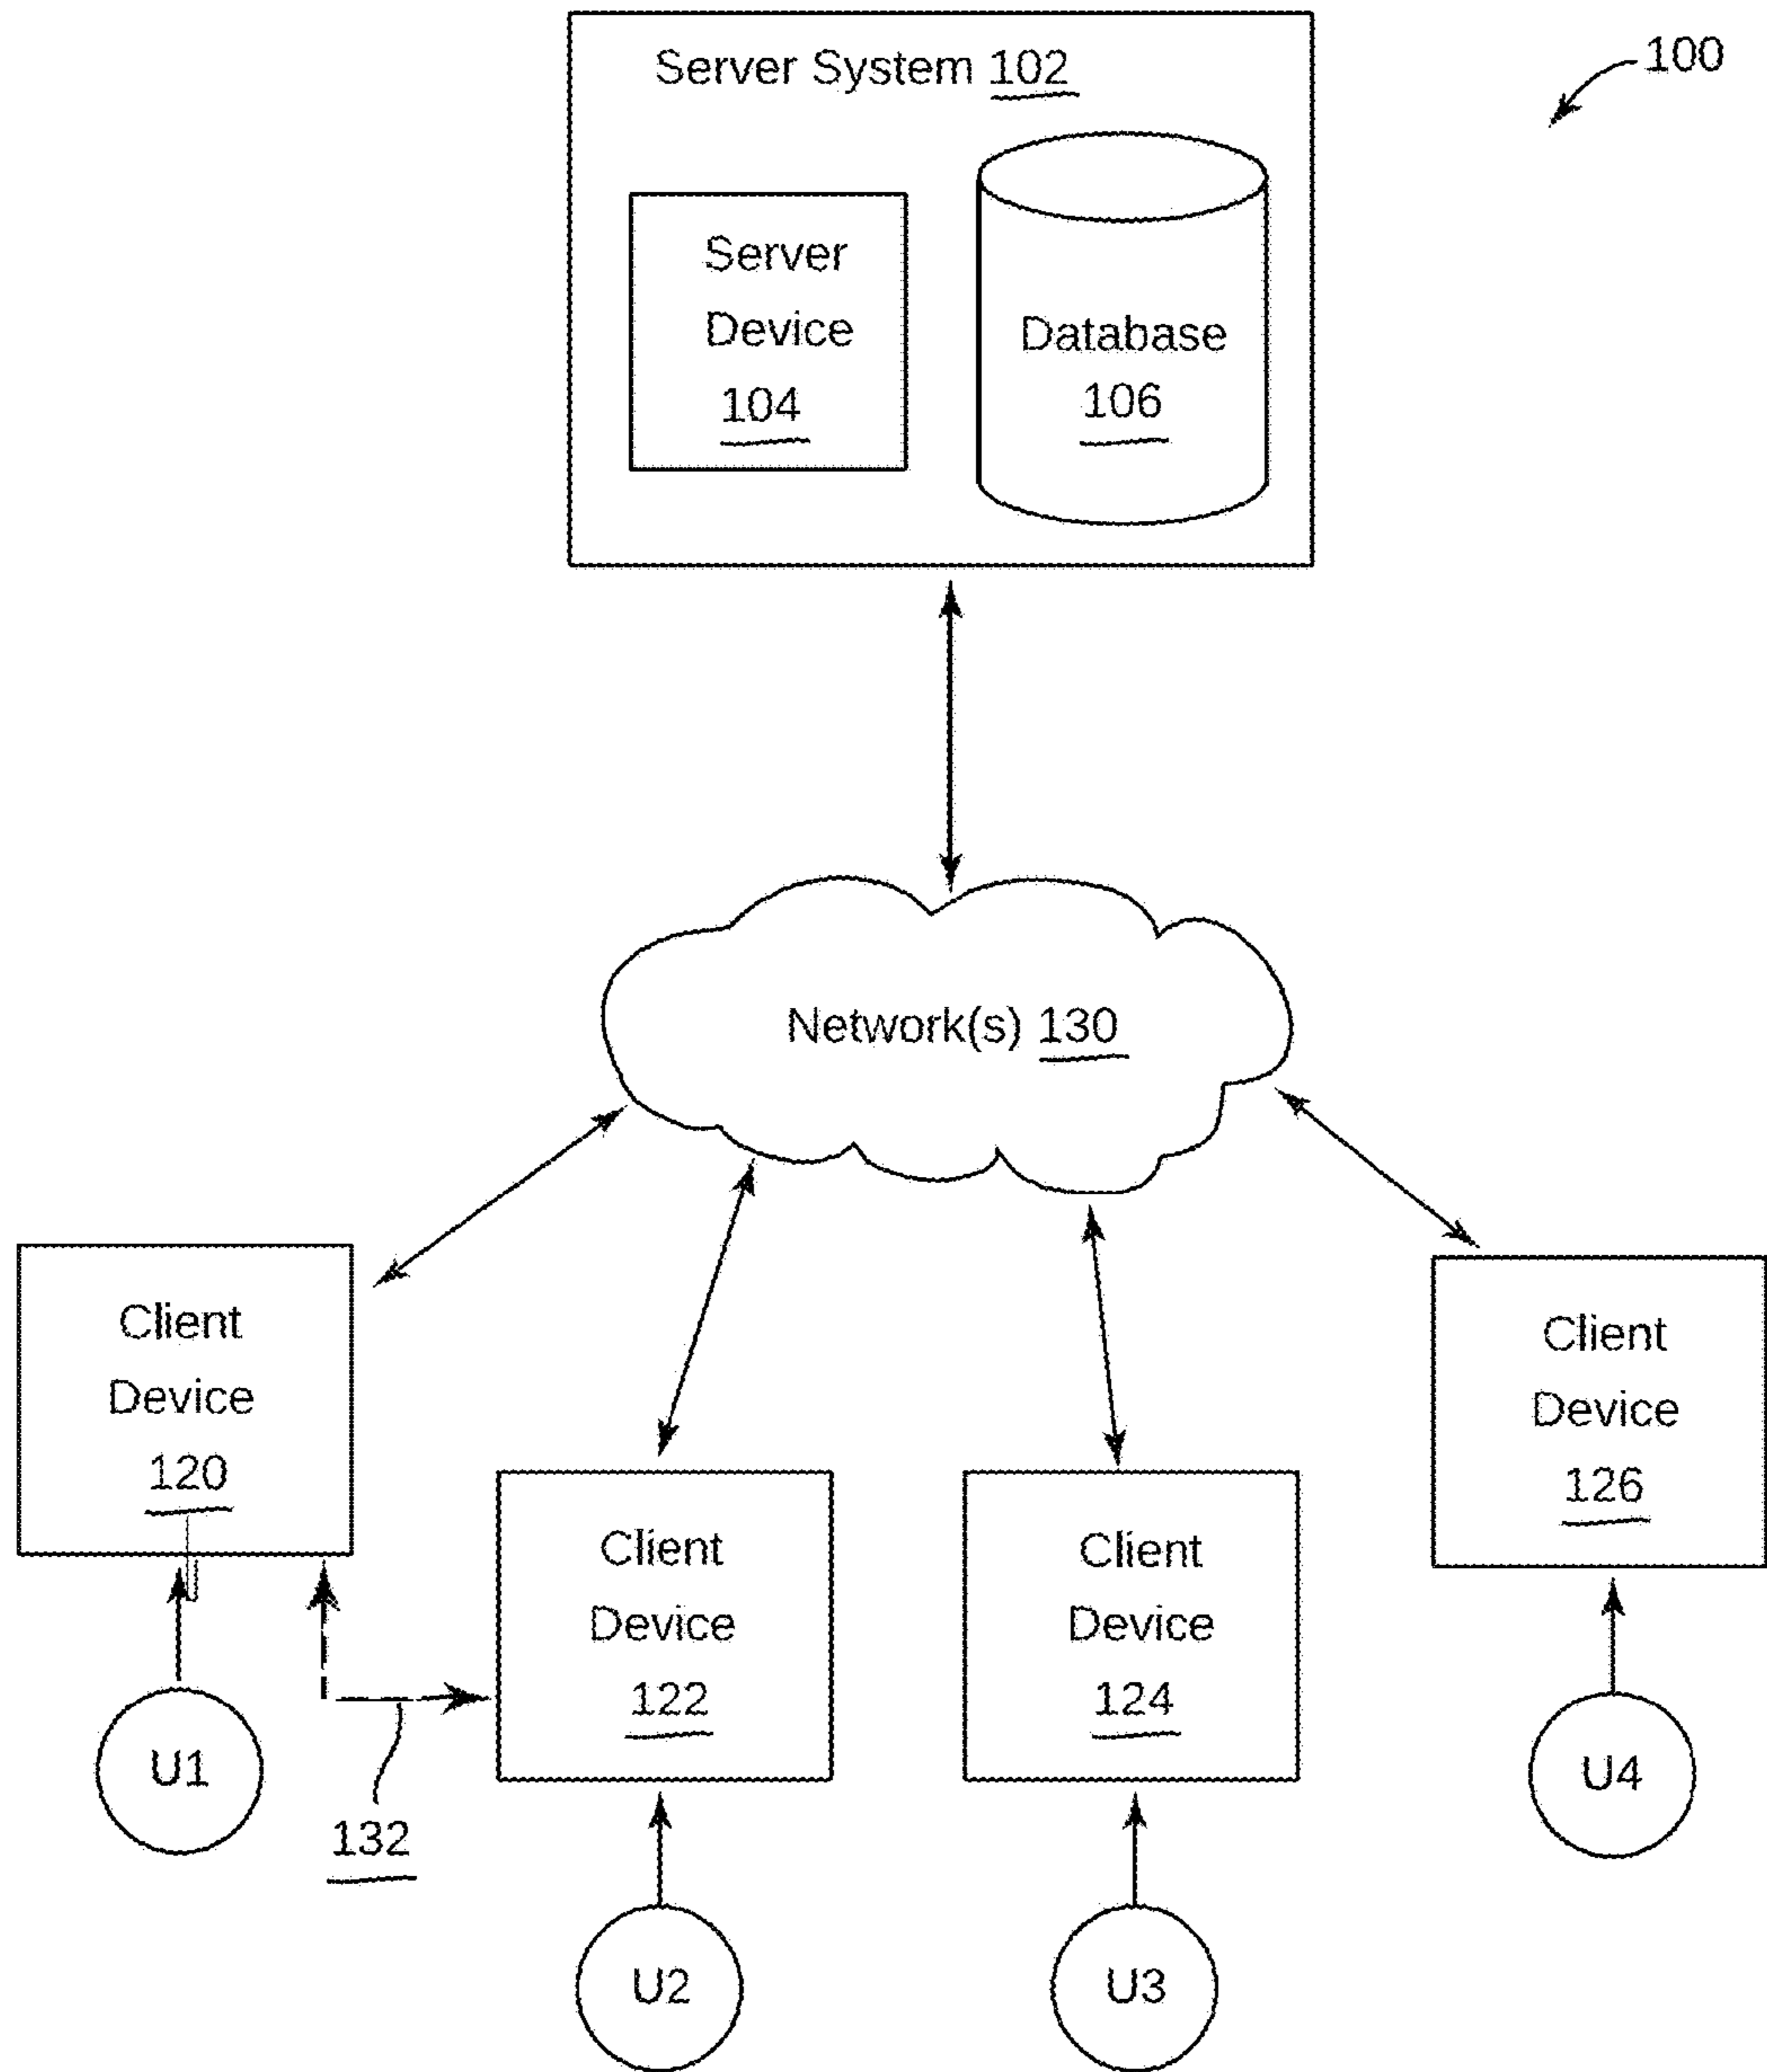 Server System 102
100
Server
Device
104
Database
106
Network(s) 130
Client
Device
120
Client
Device
122
Client
Device
124
Client
Device
126
U1
132
U2
U3
U4